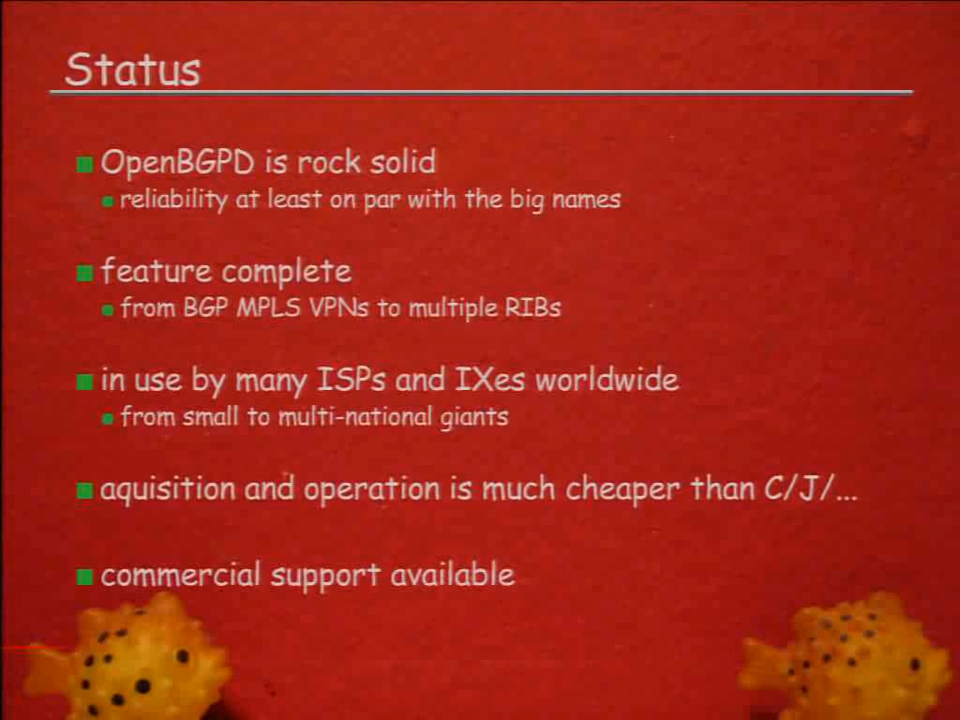 Status
OpenBGPD is rock solid
reliability at least on par with the big names
feature complete
from BGP MPLS VPNs to multiple RIBs
in use by many ISPs and IXes worldwide
from small to multi-national giants
aquisition and operation is much cheaper than C/J/...
commercial support available